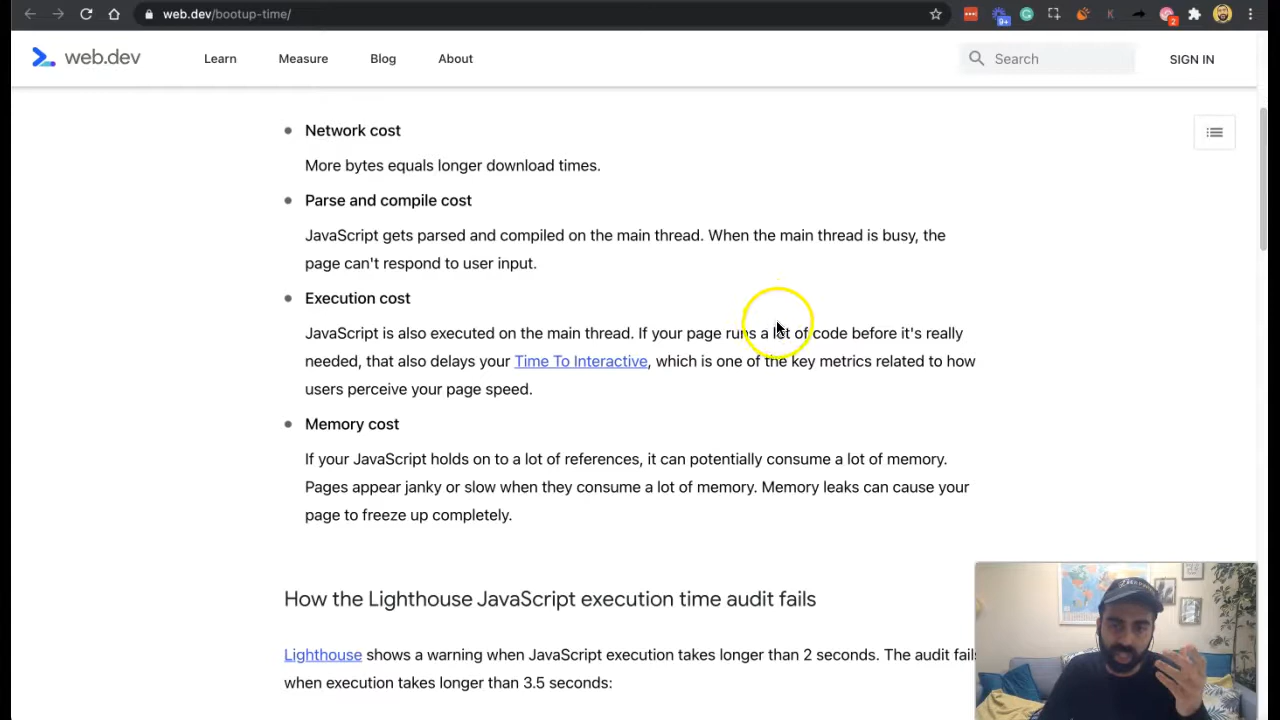 web.dev/bootup-time/
9+
K
2
web.dev
Learn
Measure
Blog
About
Search
SIGN IN
Network cost
More bytes equals longer download times.
Parse and compile cost
JavaScript gets parsed and compiled on the main thread. When the main thread is busy, the
page can't respond to user input.
Execution cost
JavaScript is also executed on the main thread. If your page runs a lot of code before it's really
needed, that also delays your Time To Interactive, which is one of the key metrics related to how
users perceive your page speed.
Memory cost
If your JavaScript holds on to a lot of references, it can potentially consume a lot of memory.
Pages appear janky or slow when they consume a lot of memory. Memory leaks can cause your
page to freeze up completely.
How the Lighthouse JavaScript execution time audit fails
Lighthouse shows a warning when JavaScript execution takes longer than 2 seconds. The audit fails
when execution takes longer than 3.5 seconds: